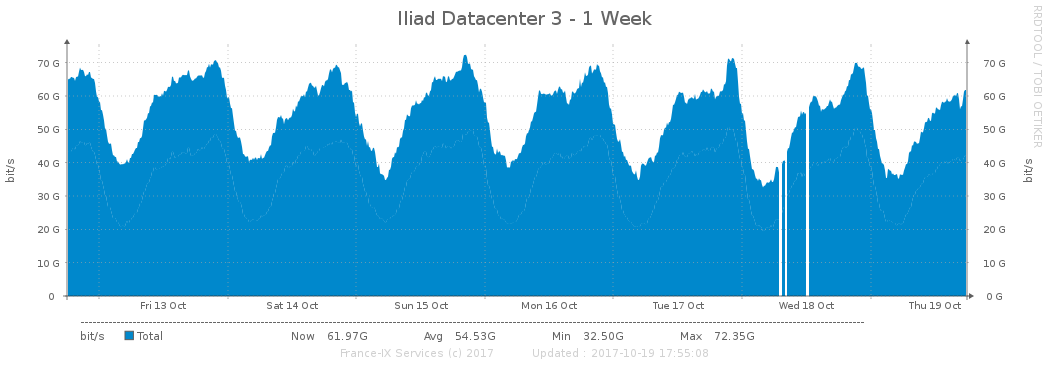 Iliad Datacenter 3 - 1 Week
RRDTOOL / TOBI OETIKER
bit/s
70 G
60 G
50 G
40 G
30 G
20 G
10 G
0
70 G
60 G
50 G
40 G
30 G
20 G
10 G
0 G
bit/s
Fri 13 Oct Sat 14 Oct Sun 15 Oct Mon 16 Oct Tue 17 Oct Wed 18 Oct Thu 19 Oct
bit/s Total Now 61.97G Avg 54.53G Min 32.50G Max 72.35G
France-IX Services (c) 2017 Updated : 2017-10-19 17:55:08